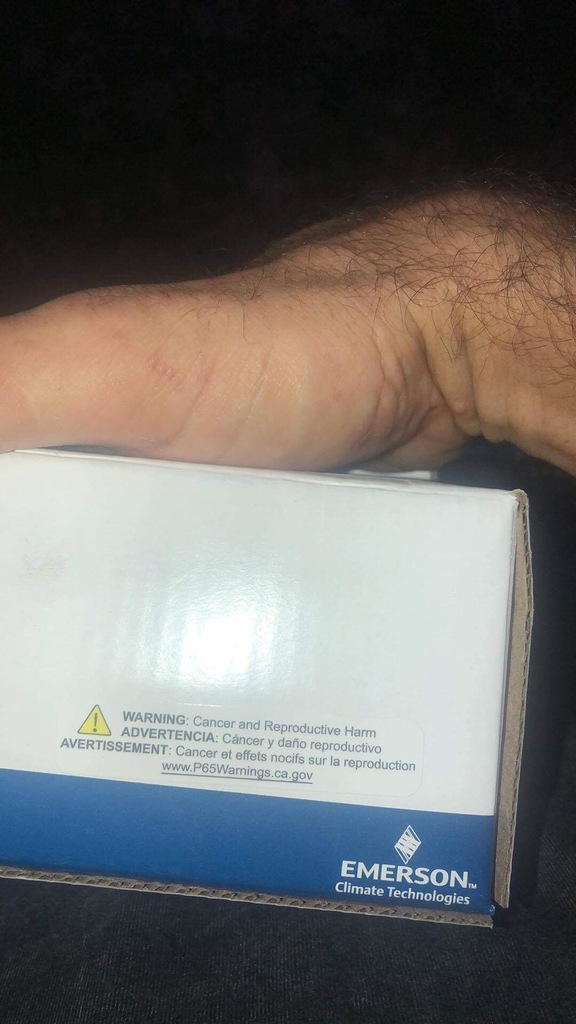 WARNING: Cancer and Reproductive Harm
ADVERTENCIA: Cáncer y daño reproductivo
AVERTISSEMENT: Cancer et effets nocifs sur la reproduction
www.P65Warnings.ca.gov
EMERSON™
Climate Technologies